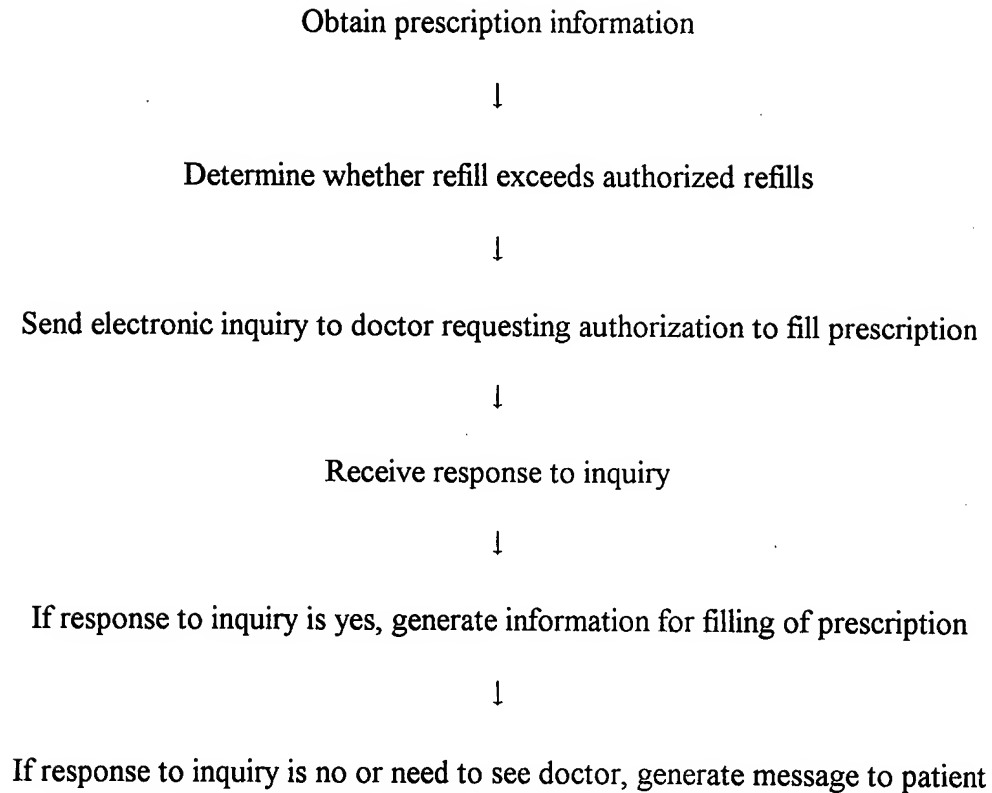 Obtain prescription information
↓
Determine whether refill exceeds authorized refills
↓
Send electronic inquiry to doctor requesting authorization to fill prescription
↓
Receive response to inquiry
↓
If response to inquiry is yes, generate information for filling of prescription
↓
If response to inquiry is no or need to see doctor, generate message to patient